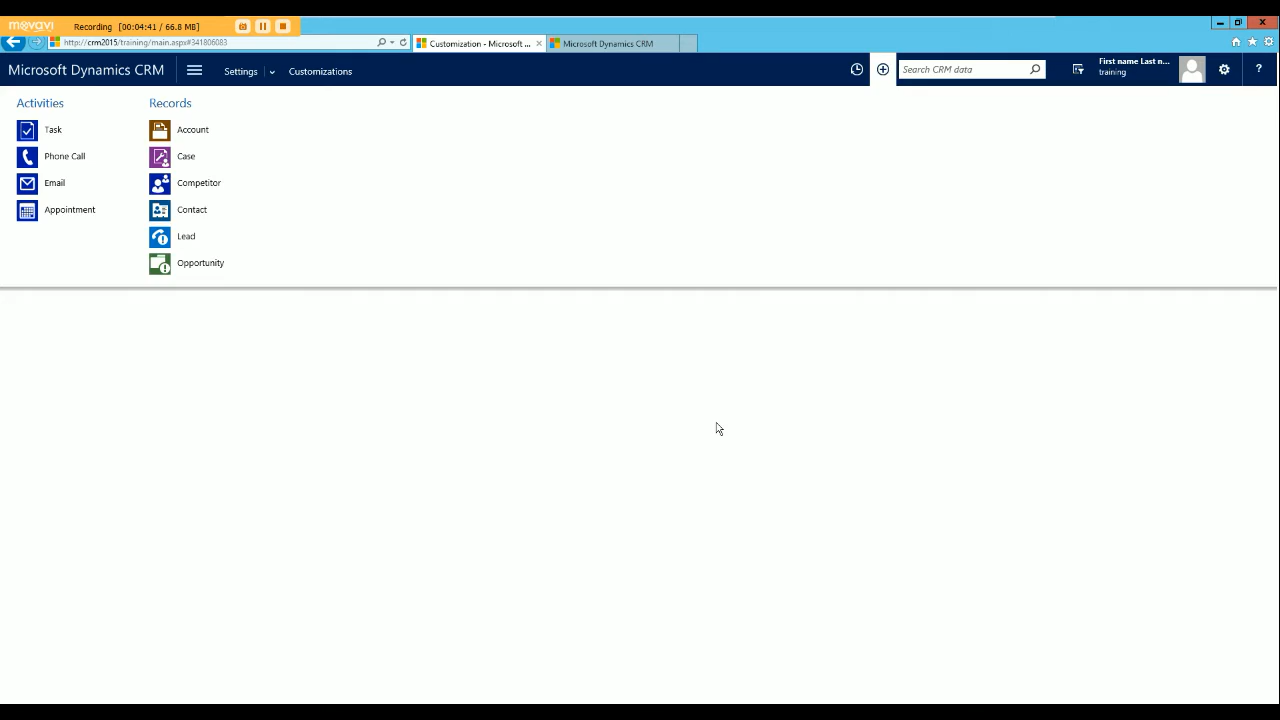 movavi
Recording [00:04:41 / 66.8 MB]
http://crm2015/training/main.aspx#341806083
Customization - Microsoft ...
Microsoft Dynamics CRM
Microsoft Dynamics CRM
Settings
Customizations
Search CRM data
First name Last n...
training
?
Activities
Task
Phone Call
Email
Appointment
Records
Account
Case
Competitor
Contact
Lead
Opportunity